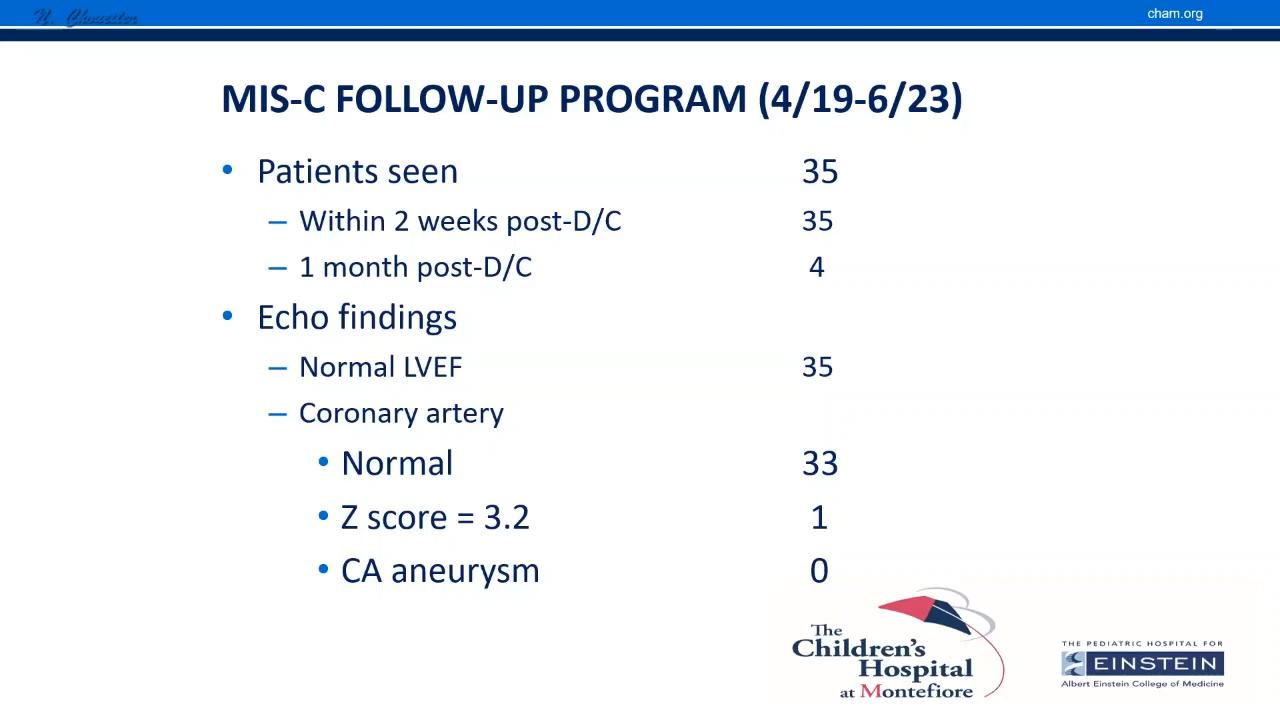 N. Choueiter
cham.org
MIS-C FOLLOW-UP PROGRAM (4/19-6/23)
• Patients seen 35
– Within 2 weeks post-D/C 35
– 1 month post-D/C 4
• Echo findings
– Normal LVEF 35
– Coronary artery
• Normal 33
• Z score = 3.2 1
• CA aneurysm 0
The
Children's
Hospital
at Montefiore
THE PEDIATRIC HOSPITAL FOR
EINSTEIN
Albert Einstein College of Medicine